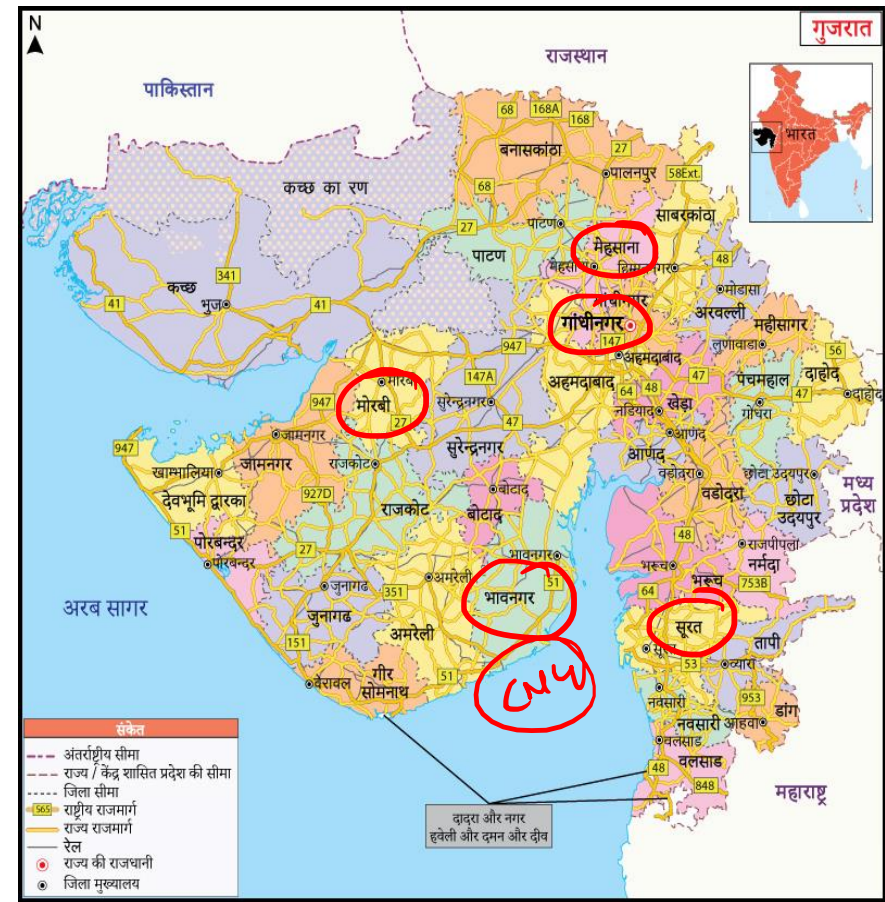 N
गुजरात
राजस्थान
पाकिस्तान
भारत
68
168A
168
बनासकांठा
27
पालनपुर
58Ext.
68
कच्छ का रण
साबरकांठा
पाटण
27
मेहसाना
पाटण
मेहसाना
हिम्मतनगर
48
341
कच्छ
भुज
41
41
मोडासा
अरवल्ली
गांधीनगर
गांधीनगर
महीसागर
147
लुणावाडा
947
अहमदाबाद
56
147A
अहमदाबाद
47
पंचमहाल
दाहोद
मोरबी
मोरबी
64
48
खेड़ा
47
दाहोद
947
सुरेन्द्रनगर
नडियाद
गोधरा
27
47
जामनगर
आणंद
947
सुरेन्द्रनगर
आणंद
खाम्भालिया
जामनगर
राजकोट
वडोदरा
छोटा उदयपुर
मध्य
प्रदेश
देवभूमि द्वारका
927D
बोटाद
वडोदरा
छोटा
उदयपुर
राजकोट
बोटाद
51
पोरबन्दर
48
राजपीपला
27
भावनगर
पोरबन्दर
भरूच
नर्मदा
जुनागढ
अमरेली
51
भरूच
753B
351
भावनगर
64
अरब सागर
जुनागढ
सूरत
अमरेली
151
तापी
सूरत
53
व्यारा
गीर
सोमनाथ
51
CNG
वेरावल
नवसारी
953
डांग
नवसारी
आहवा
वलसाड
वलसाड
48
848
महाराष्ट्र
दादरा और नगर
हवेली और दमन और दीव
संकेत
अंतर्राष्ट्रीय सीमा
राज्य / केंद्र शासित प्रदेश की सीमा
जिला सीमा
565
राष्ट्रीय राजमार्ग
राज्य राजमार्ग
रेल
राज्य की राजधानी
जिला मुख्यालय